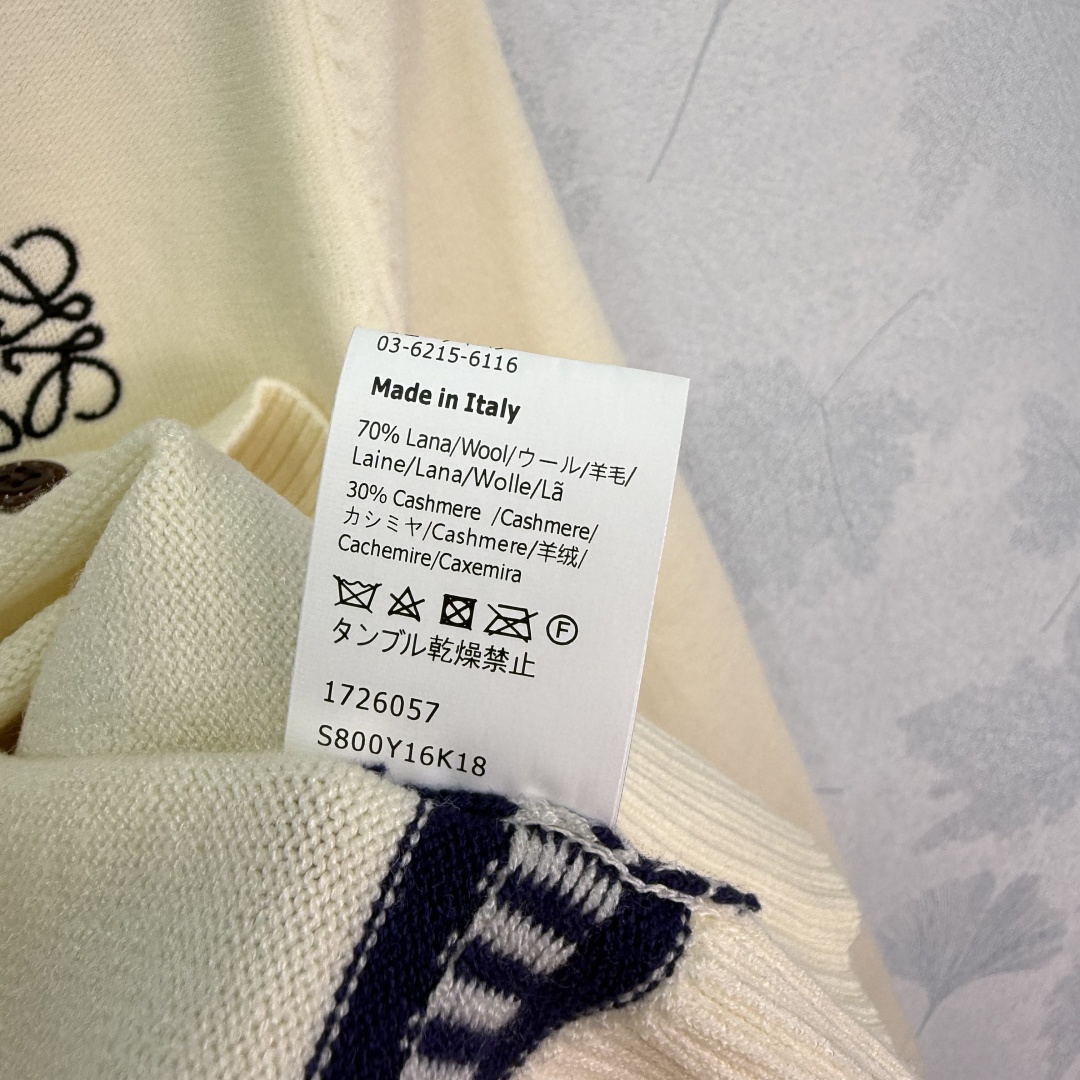 03-6215-6116
Made in Italy
70% Lana/Wool/ウール/羊毛/
Laine/Lana/Wolle/Lã
30% Cashmere /Cashmere/
カシミヤ/Cashmere/羊绒/
Cachemire/Caxemira
F
タンブル乾燥禁止
1726057
S800Y16K18